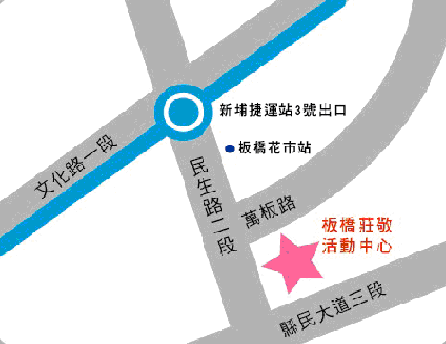 新埔捷運站3號出口
板橋花市站
文化路一段
民生路二段
萬板路
板橋莊敬
活動中心
縣民大道三段